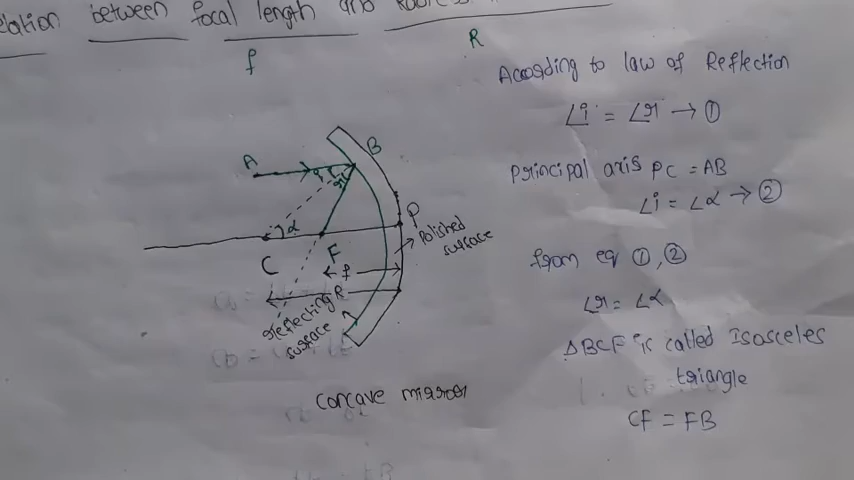 between focal length and
f
R
According to law of Reflection
∠i = ∠r → ①
Principal axis PC = AB
∠i = ∠α → ②
from eq ①, ②
∠r = ∠α
ΔBCF is called Isosceles
triangle
CF = FB
A
B
i
r
α
P
C
F
Polished
surface
f
R
reflecting
surface
concave mirror